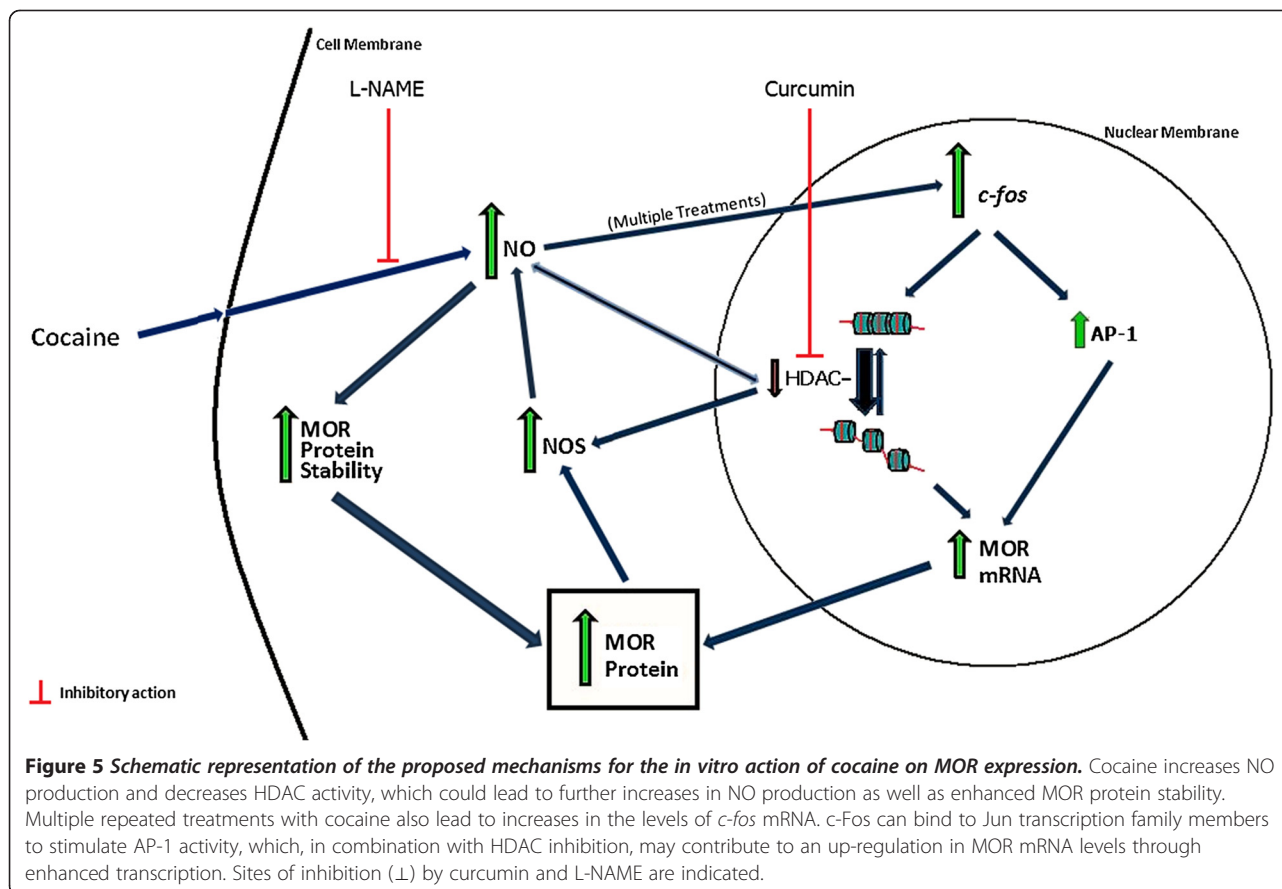 Cell Membrane
L-NAME
Curcumin
Nuclear Membrane
c-fos
(Multiple Treatments)
NO
Cocaine
AP-1
HDAC–
MOR
Protein
Stability
NOS
MOR
mRNA
MOR
Protein
Inhibitory action
Figure 5 Schematic representation of the proposed mechanisms for the in vitro action of cocaine on MOR expression. Cocaine increases NO
production and decreases HDAC activity, which could lead to further increases in NO production as well as enhanced MOR protein stability.
Multiple repeated treatments with cocaine also lead to increases in the levels of c-fos mRNA. c-Fos can bind to Jun transcription family members
to stimulate AP-1 activity, which, in combination with HDAC inhibition, may contribute to an up-regulation in MOR mRNA levels through
enhanced transcription. Sites of inhibition (⊥) by curcumin and L-NAME are indicated.